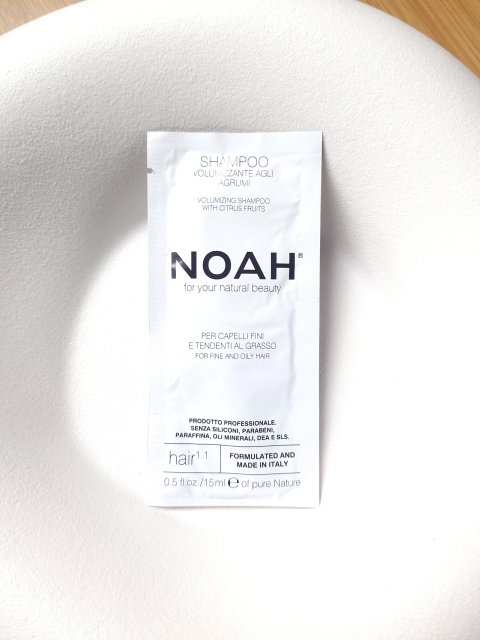 SHAMPOO
VOLUMIZZANTE AGLI
AGRUMI
VOLUMIZING SHAMPOO
WITH CITRUS FRUITS
NOAH®
for your natural beauty
PER CAPELLI FINI
E TENDENTI AL GRASSO
FOR FINE AND OILY HAIR
PRODOTTO PROFESSIONALE.
SENZA SILICONI, PARABENI,
PARAFFINA, OLI MINERALI, DEA E SLS.
hair1.1
FORMULATED AND
MADE IN ITALY
0.5 fl.oz./15ml ℮ of pure Nature